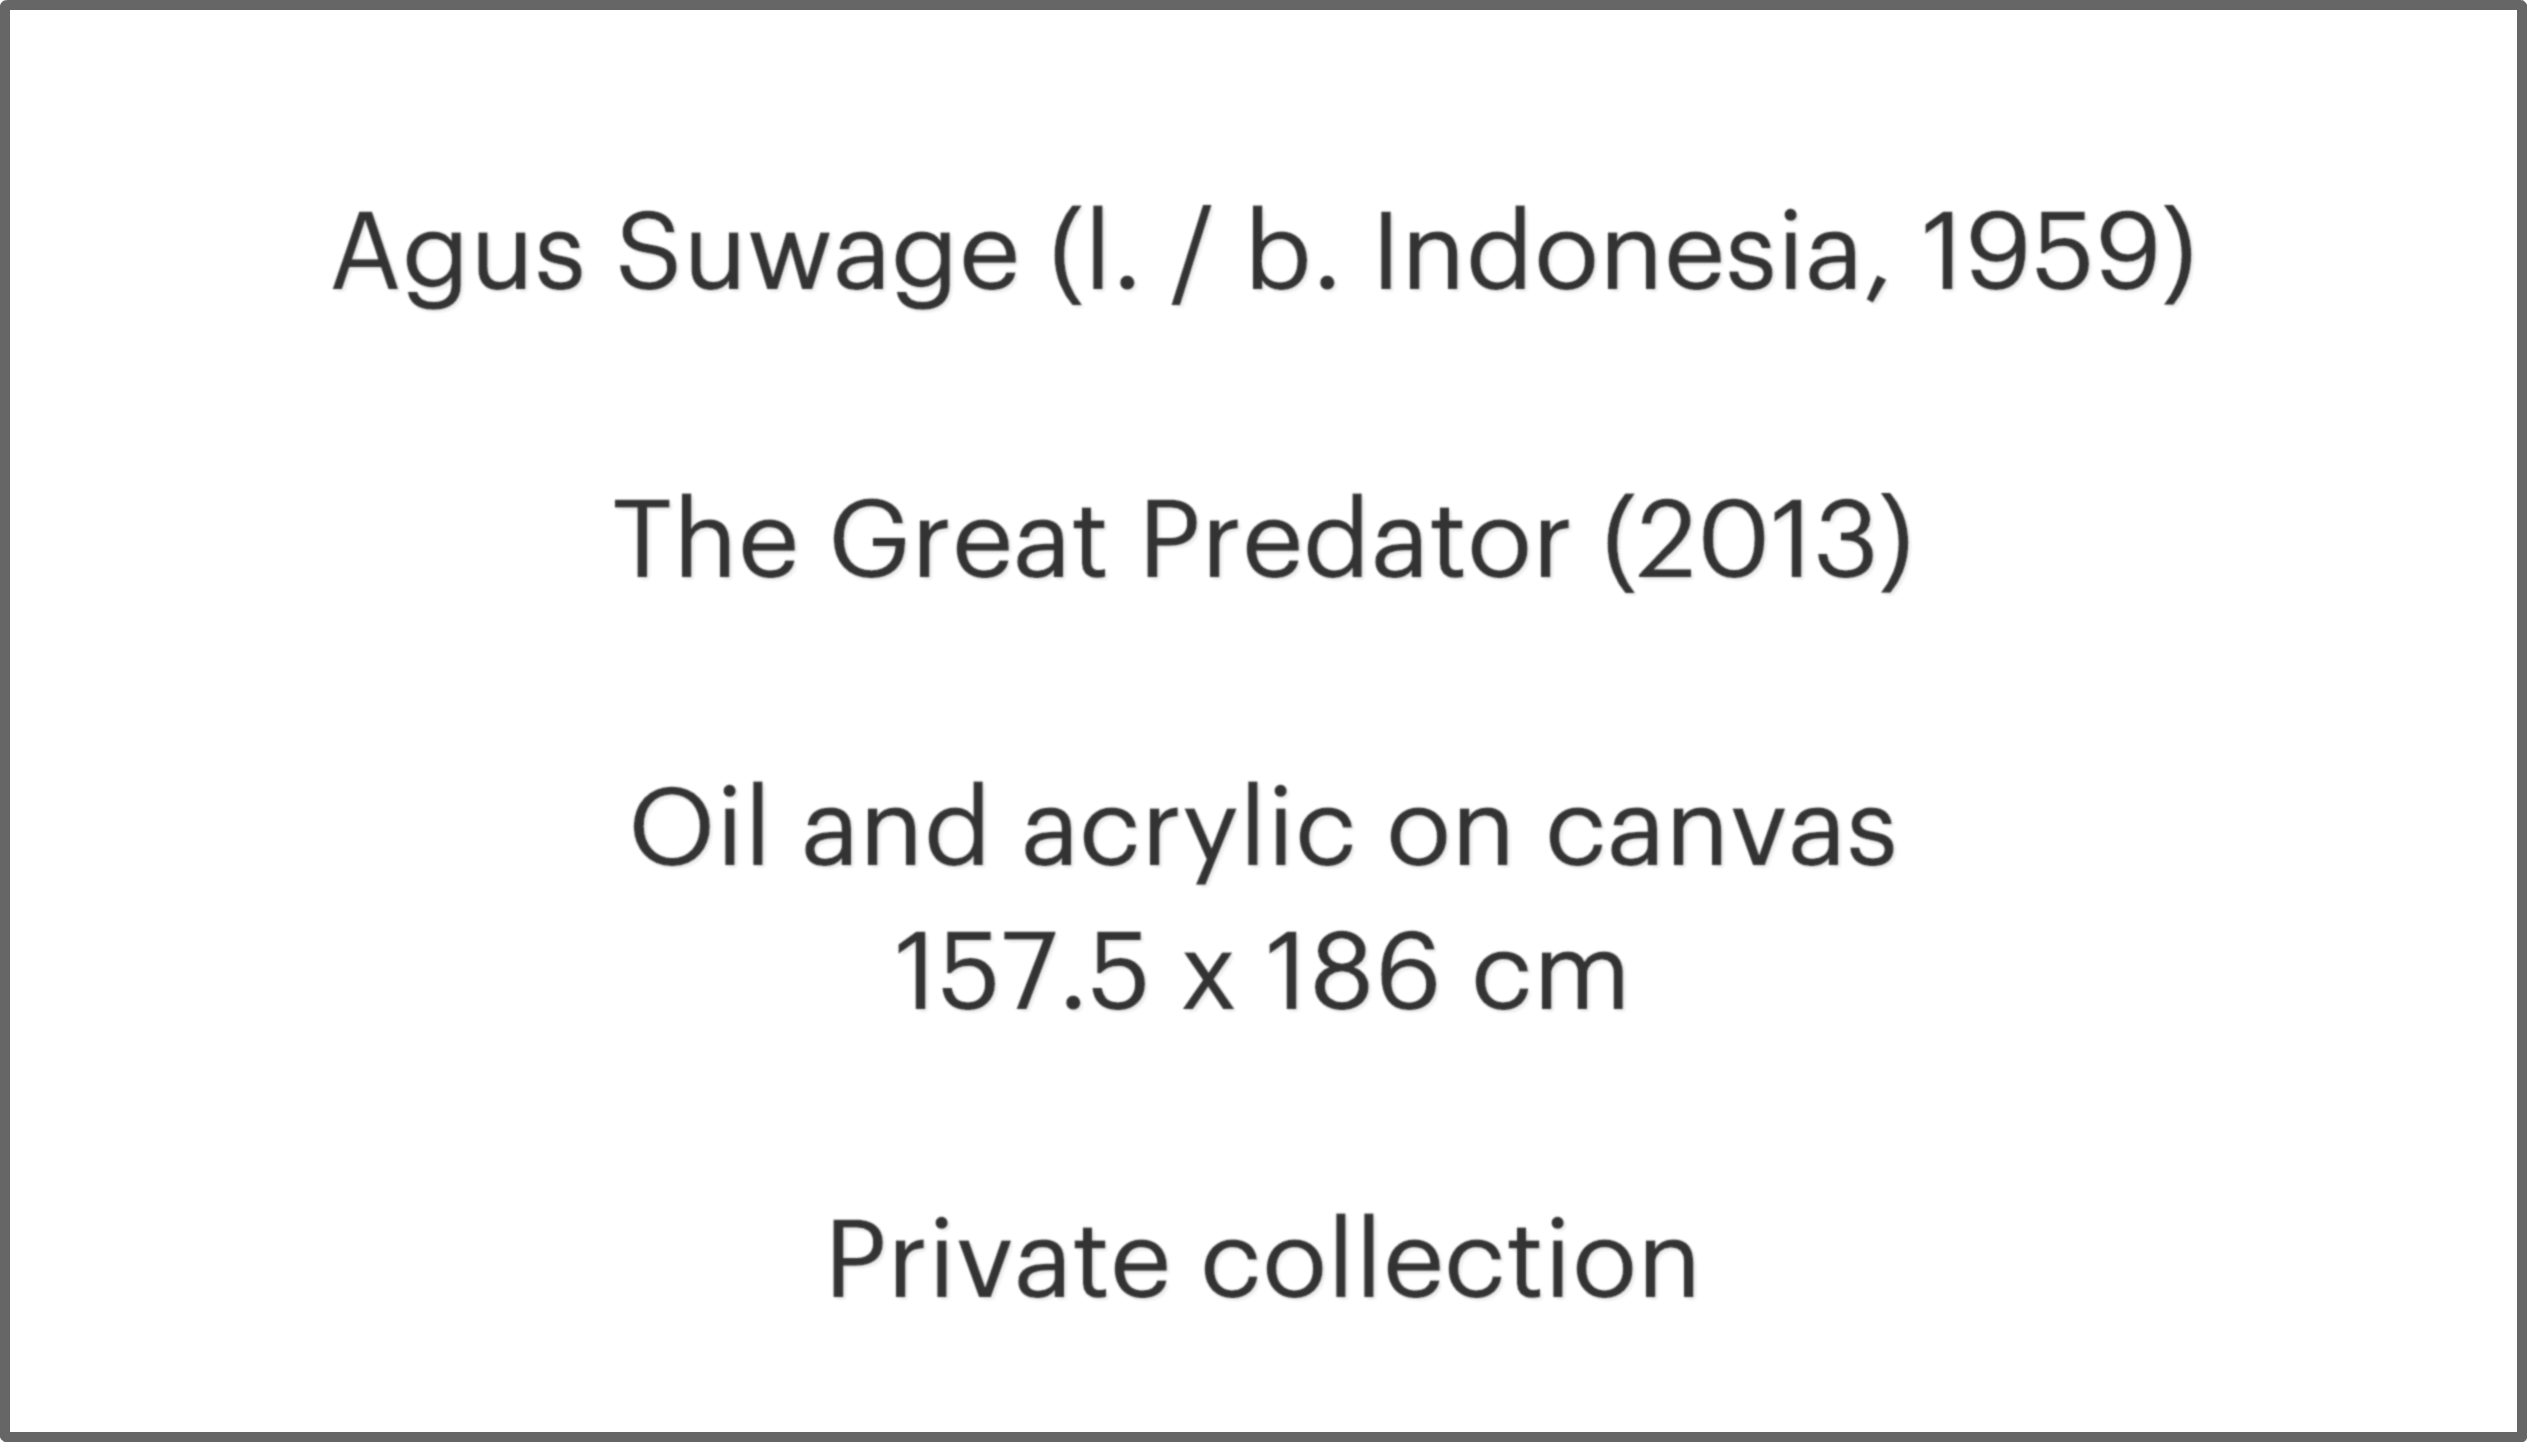 Agus Suwage (l. / b. Indonesia, 1959)
The Great Predator (2013)
Oil and acrylic on canvas
157.5 x 186 cm
Private collection